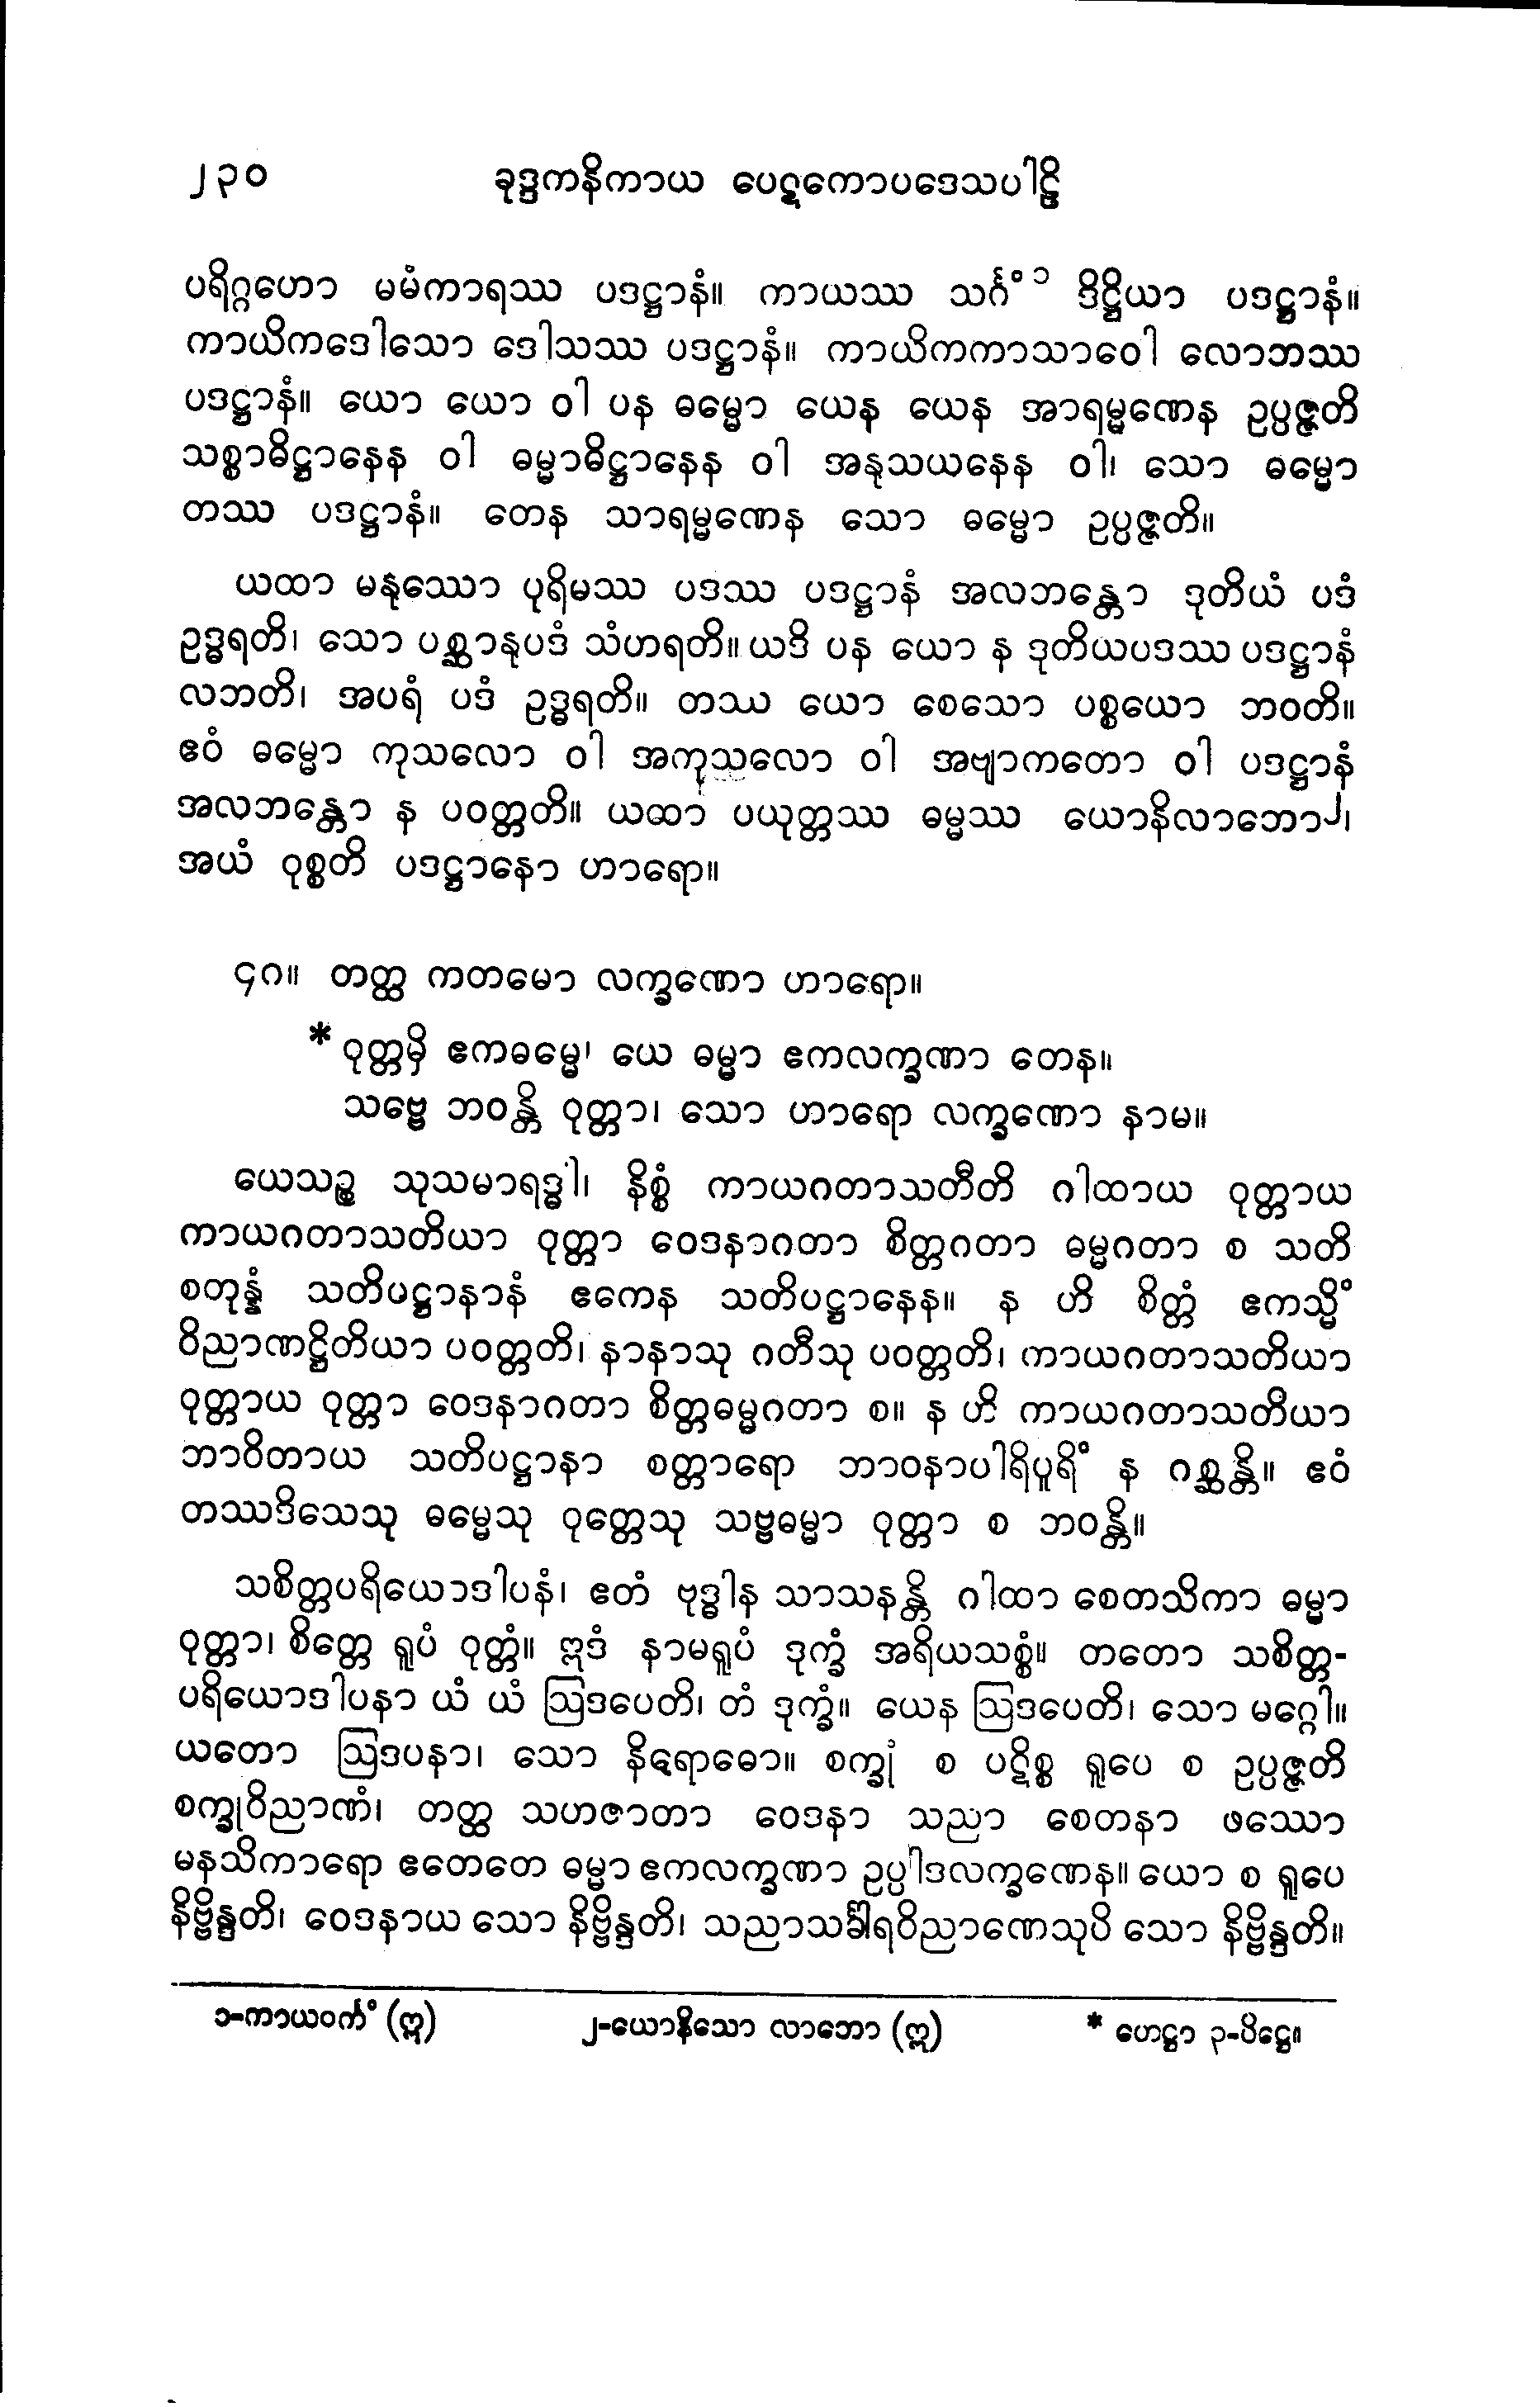 ၂၃၀ ခုဒ္ဒကနိကာယ ပေဋကောပဒေသပါဠိ
ပရိဂ္ဂဟော မမံကာရဿ ပဒဋ္ဌာနံ။ ကာယဿ သင်္ဂံိ ၁ ဒိဋ္ဌိယာ ပဒဋ္ဌာနံ။
ကာယိကဒေါသော ဒေါသဿ ပဒဋ္ဌာနံ။ ကာယိကကာသာဝေါ လောဘဿ
ပဒဋ္ဌာနံ။ ယော ယော ဝါ ပန ဓမ္မော ယေန ယေန အာရမ္မဏေန ဥပ္ပဇ္ဇတိ
သစ္စာဓိဋ္ဌာနေန ဝါ ဓမ္မာဓိဋ္ဌာနေန ဝါ အနုသယနေန ဝါ၊ သော ဓမ္မော
တဿ ပဒဋ္ဌာနံ။ တေန သာရမ္မဏေန သော ဓမ္မော ဥပ္ပဇ္ဇတိ။
ယထာ မနုဿော ပုရိမဿ ပဒဿ ပဒဋ္ဌာနံ အလဘန္တော ဒုတိယံ ပဒံ
ဥဒ္ဓရတိ၊ သော ပစ္ဆာနုပဒံ သံဟရတိ။ ယဒိ ပန ယော န ဒုတိယပဒဿ ပဒဋ္ဌာနံ
လဘတိ၊ အပရံ ပဒံ ဥဒ္ဓရတိ။ တဿ ယော စေသော ပစ္စယော ဘဝတိ။
ဧဝံ ဓမ္မော ကုသလော ဝါ အကုသလော ဝါ အဗျာကတော ဝါ ပဒဋ္ဌာနံ
အလဘန္တော န ပဝတ္တတိ။ ယထာ ပယုတ္တဿ ဓမ္မဿ ယောနိလာဘော၂၊
အယံ ဝုစ္စတိ ပဒဋ္ဌာနော ဟာရော။
၄ဂ။ တတ္ထ ကတမော လက္ခဏော ဟာရော။
* ဝုတ္တမှိ ဧကဓမ္မေ၊ ယေ ဓမ္မာ ဧကလက္ခဏာ တေန။
သဗ္ဗေ ဘဝန္တိ ဝုတ္တာ၊ သော ဟာရော လက္ခဏော နာမ။
ယေသဉ္စ သုသမာရဒ္ဓါ၊ နိစ္စံ ကာယဂတာသတီတိ ဂါထာယ ဝုတ္တာယ
ကာယဂတာသတိယာ ဝုတ္တာ ဝေဒနာဂတာ စိတ္တဂတာ ဓမ္မဂတာ စ သတိ
စတုန္နံ သတိပဋ္ဌာနာနံ ဧကေန သတိပဋ္ဌာနေန။ န ဟိ စိတ္တံ ဧကသ္မိံ
ဝိညာဏဋ္ဌိတိယာ ပဝတ္တတိ၊ နာနာသု ဂတီသု ပဝတ္တတိ၊ ကာယဂတာသတိယာ
ဝုတ္တာယ ဝုတ္တာ ဝေဒနာဂတာ စိတ္တဓမ္မဂတာ စ။ န ဟိ ကာယဂတာသတိယာ
ဘာဝိတာယ သတိပဋ္ဌာနာ စတ္တာရော ဘာဝနာပါရိပူရိံ န ဂစ္ဆန္တိ။ ဧဝံ
တဿဒိသေသု ဓမ္မေသု ဝုတ္တေသု သဗ္ဗဓမ္မာ ဝုတ္တာ စ ဘဝန္တိ။
သစိတ္တပရိယောဒါပနံ၊ ဧတံ ဗုဒ္ဓါန သာသနန္တိ ဂါထာ စေတသိကာ ဓမ္မာ
ဝုတ္တာ၊ စိတ္တေ ရူပံ ဝုတ္တံ။ ဣဒံ နာမရူပံ ဒုက္ခံ အရိယသစ္စံ။ တတော သစိတ္တ-
ပရိယောဒါပနာ ယံ ယံ ဩဒပေတိ၊ တံ ဒုက္ခံ။ ယေန ဩဒပေတိ၊ သော မဂ္ဂေါ။
ယတော ဩဒပနာ၊ သော နိရောဓော။ စက္ခုံ စ ပဋိစ္စ ရူပေ စ ဥပ္ပဇ္ဇတိ
စက္ခုဝိညာဏံ၊ တတ္ထ သဟဇာတာ ဝေဒနာ သညာ စေတနာ ဖဿော
မနသိကာရော ဧတေတေ ဓမ္မာ ဧကလက္ခဏာ ဥပ္ပါဒလက္ခဏေန။ ယော စ ရူပေ
နိဗ္ဗိန္ဒတိ၊ ဝေဒနာယ သော နိဗ္ဗိန္ဒတိ၊ သညာသင်္ခါရဝိညာဏေသုပိ သော နိဗ္ဗိန္ဒတိ။
၁-ကာယဝင်္ကံ (ဣ) ၂-ယောနိသော လာဘော (ဣ) * ဟေဋ္ဌာ ၃-ပိဋ္ဌေ။